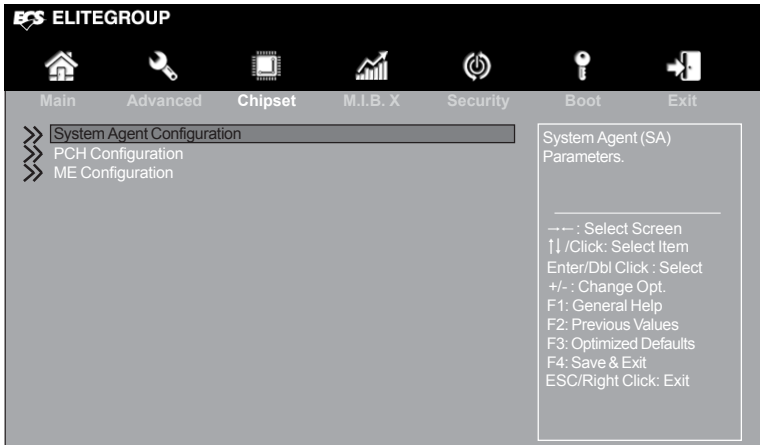 ECS ELITEGROUP
Main Advanced Chipset M.I.B. X Security Boot Exit
System Agent Configuration
PCH Configuration
ME Configuration
System Agent (SA)
Parameters.
→←: Select Screen
↑↓/Click: Select Item
Enter/Dbl Click : Select
+/- : Change Opt.
F1: General Help
F2: Previous Values
F3: Optimized Defaults
F4: Save & Exit
ESC/Right Click: Exit